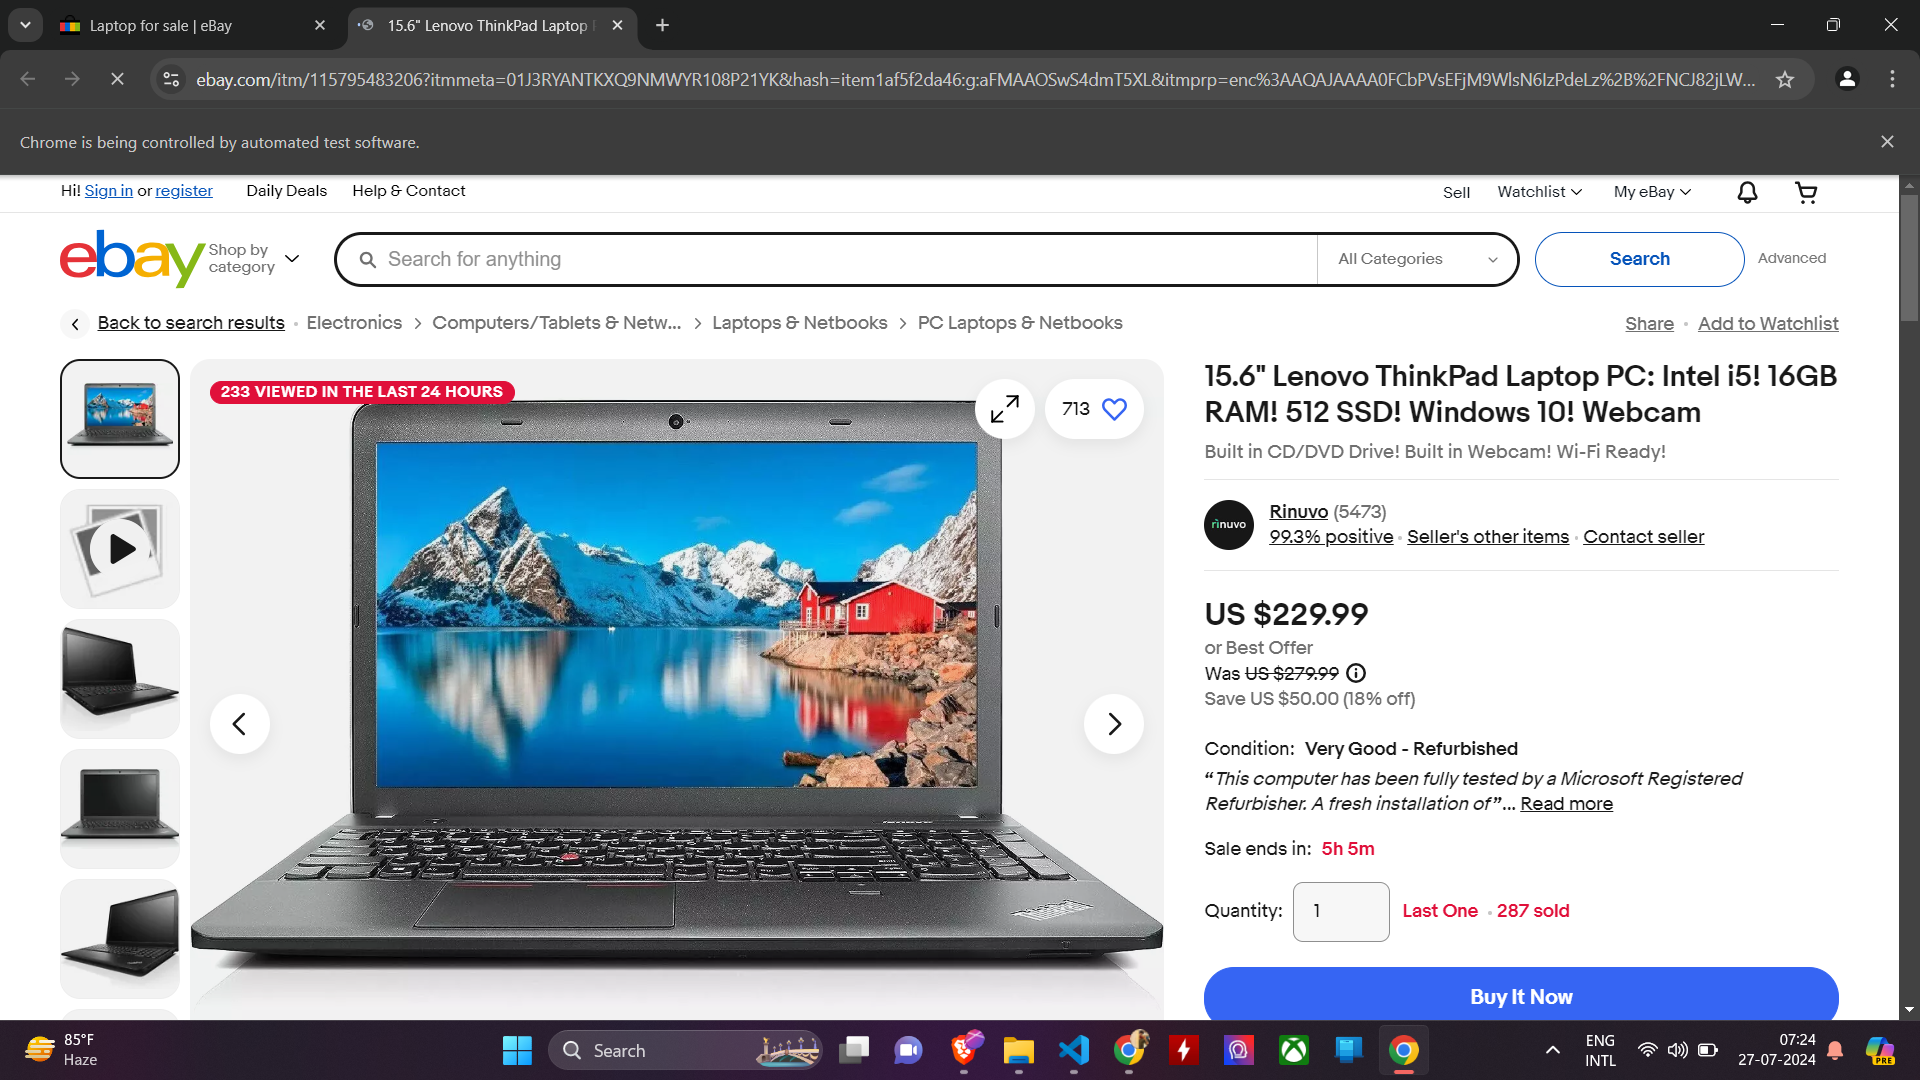 Laptop for sale | eBay
15.6" Lenovo ThinkPad Laptop
ebay.com/itm/115795483206?itmmeta=01J3RYANTKXQ9NMWYR108P21YK&hash=item1af5f2da46:g:aFMAAOSwS4dmT5XL&itmprp=enc%3AAQAJAAAA0FCbPVsEFjM9WlsN6IzPdeLz%2B%2FNCJ82jLW...
Chrome is being controlled by automated test software.
Hi! Sign in or register Daily Deals Help & Contact
Sell Watchlist My eBay
ebay
Shop by
category
Search for anything
All Categories
Search
Advanced
Back to search results Electronics > Computers/Tablets & Netw... > Laptops & Netbooks > PC Laptops & Netbooks
Share Add to Watchlist
233 VIEWED IN THE LAST 24 HOURS
713
15.6" Lenovo ThinkPad Laptop PC: Intel i5! 16GB
RAM! 512 SSD! Windows 10! Webcam
Built in CD/DVD Drive! Built in Webcam! Wi-Fi Ready!
rinuvo
Rinuvo (5473)
99.3% positive · Seller's other items · Contact seller
US $229.99
or Best Offer
Was US $279.99
Save US $50.00 (18% off)
Condition: Very Good - Refurbished
“This computer has been fully tested by a Microsoft Registered
Refurbisher. A fresh installation of”... Read more
Sale ends in: 5h 5m
Quantity: 1 Last One · 287 sold
Buy It Now
85°F
Haze
Search
ENG
INTL
07:24
27-07-2024
PRE